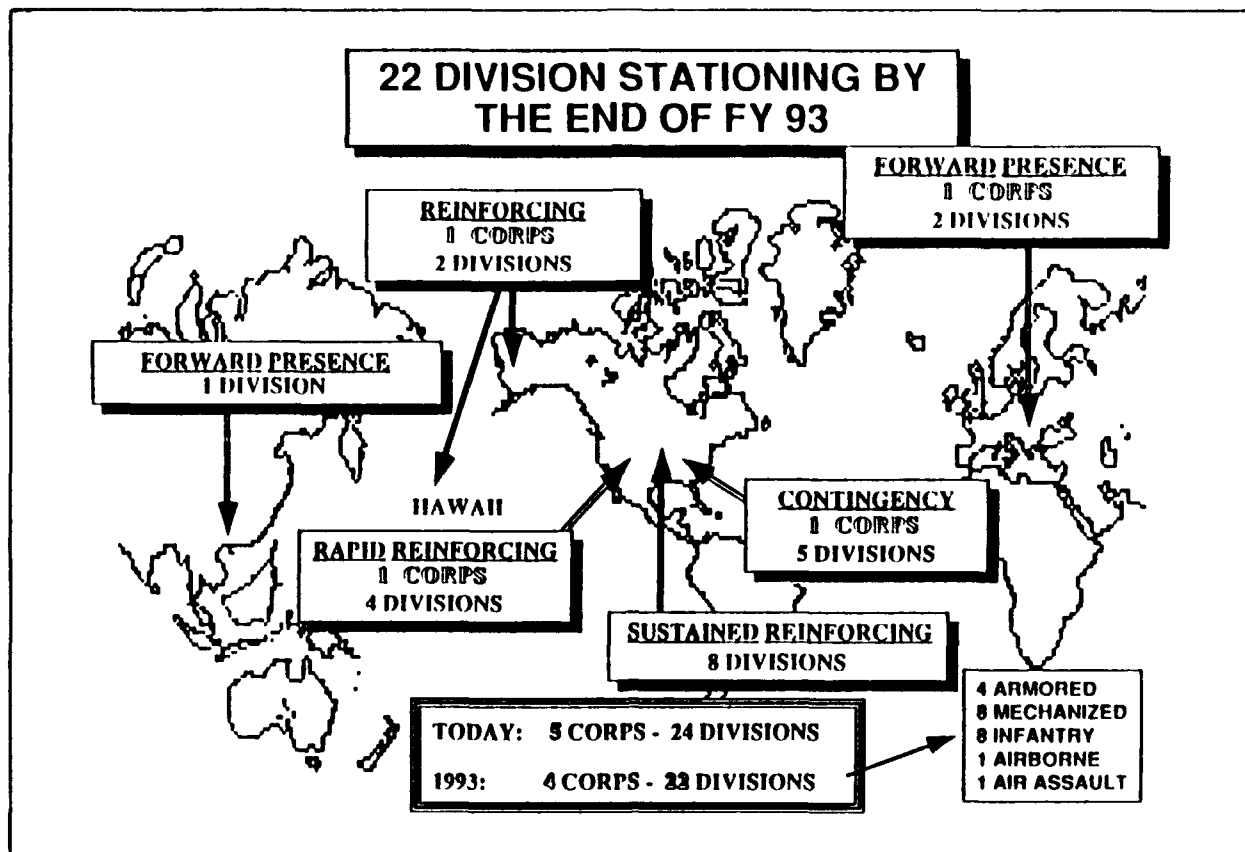 22 DIVISION STATIONING BY
THE END OF FY 93
FORWARD PRESENCE
1 CORPS
2 DIVISIONS
REINFORCING
1 CORPS
2 DIVISIONS
FORWARD PRESENCE
1 DIVISION
HAWAII
RAPID REINFORCING
1 CORPS
4 DIVISIONS
CONTINGENCY
1 CORPS
5 DIVISIONS
SUSTAINED REINFORCING
8 DIVISIONS
TODAY: 5 CORPS - 24 DIVISIONS
1993: 4 CORPS - 22 DIVISIONS
4 ARMORED
8 MECHANIZED
8 INFANTRY
1 AIRBORNE
1 AIR ASSAULT